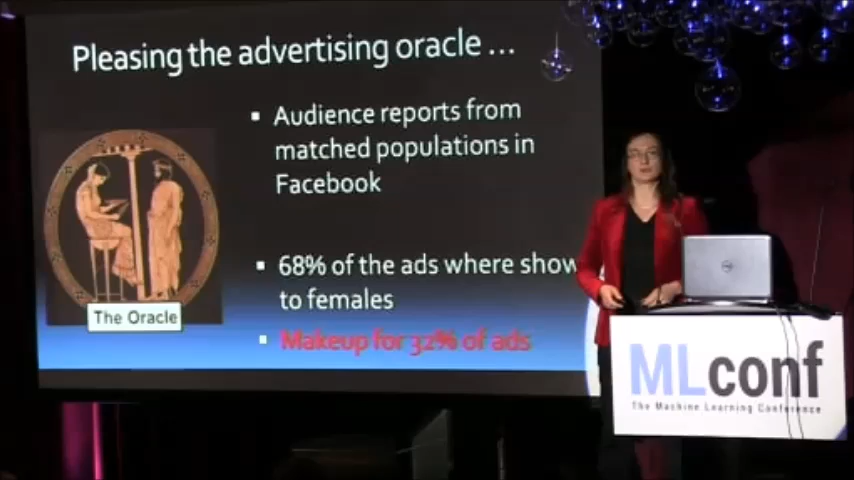 Pleasing the advertising oracle ...
Audience reports from
matched populations in
Facebook
68% of the ads where show
to females
Makeup for 32% of ads
The Oracle
DELL
MLconf
The Machine Learning Conference